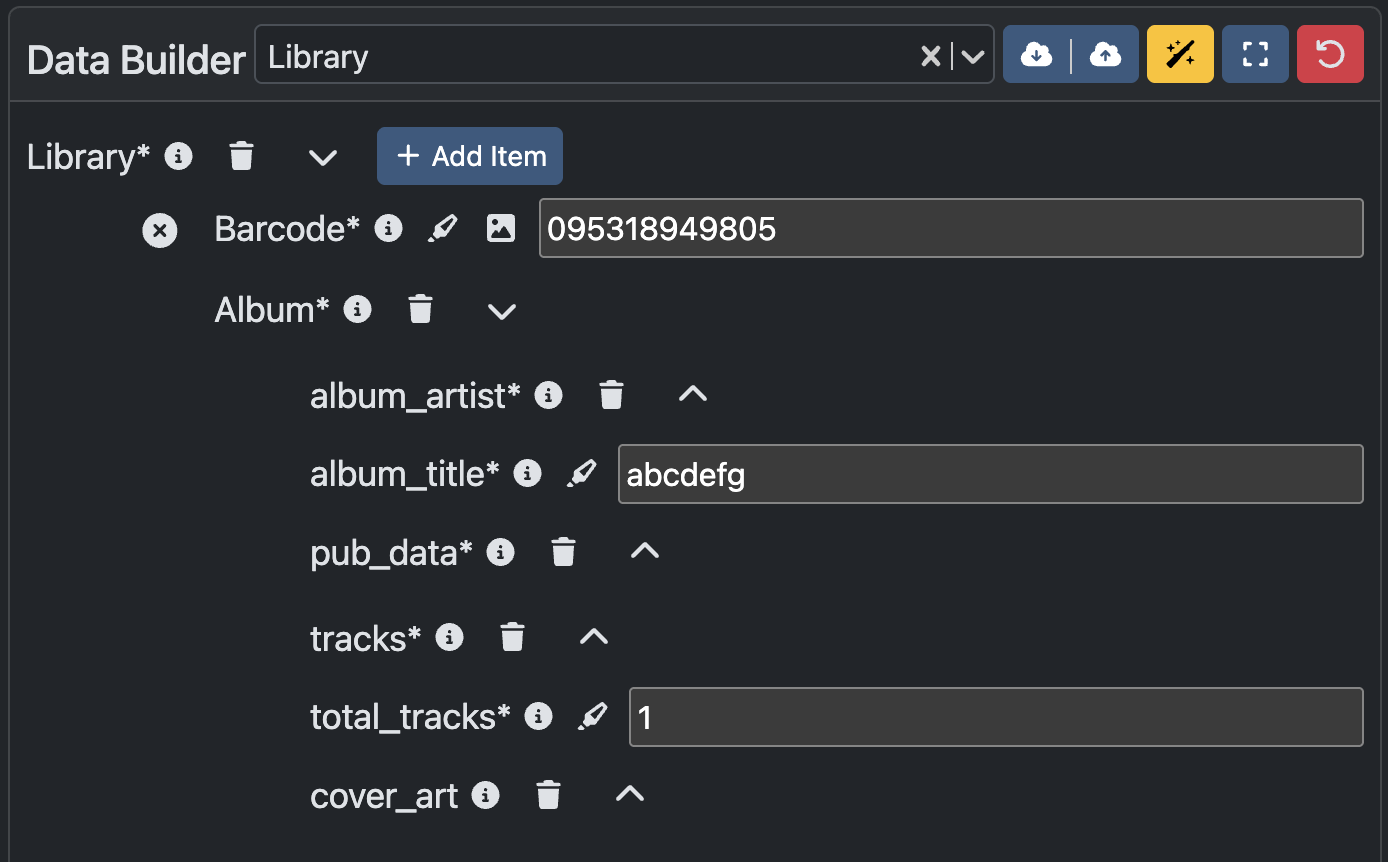 Data Builder Library
Library* + Add Item
Barcode* 095318949805
Album*
album_artist*
album_title* abcdefg
pub_data*
tracks*
total_tracks* 1
cover_art